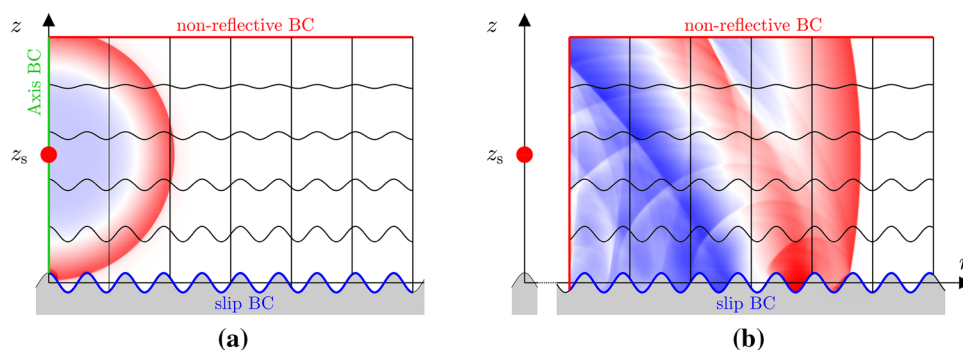 z
non-reflective BC
Axis BC
z_s
slip BC
(a)
z
non-reflective BC
z_s
r
slip BC
(b)